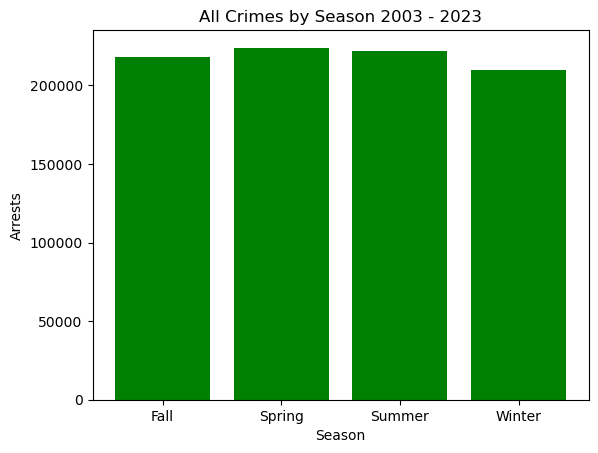 All Crimes by Season 2003 - 2023
200000
150000
100000
50000
0
Arrests
Fall Spring Summer Winter
Season